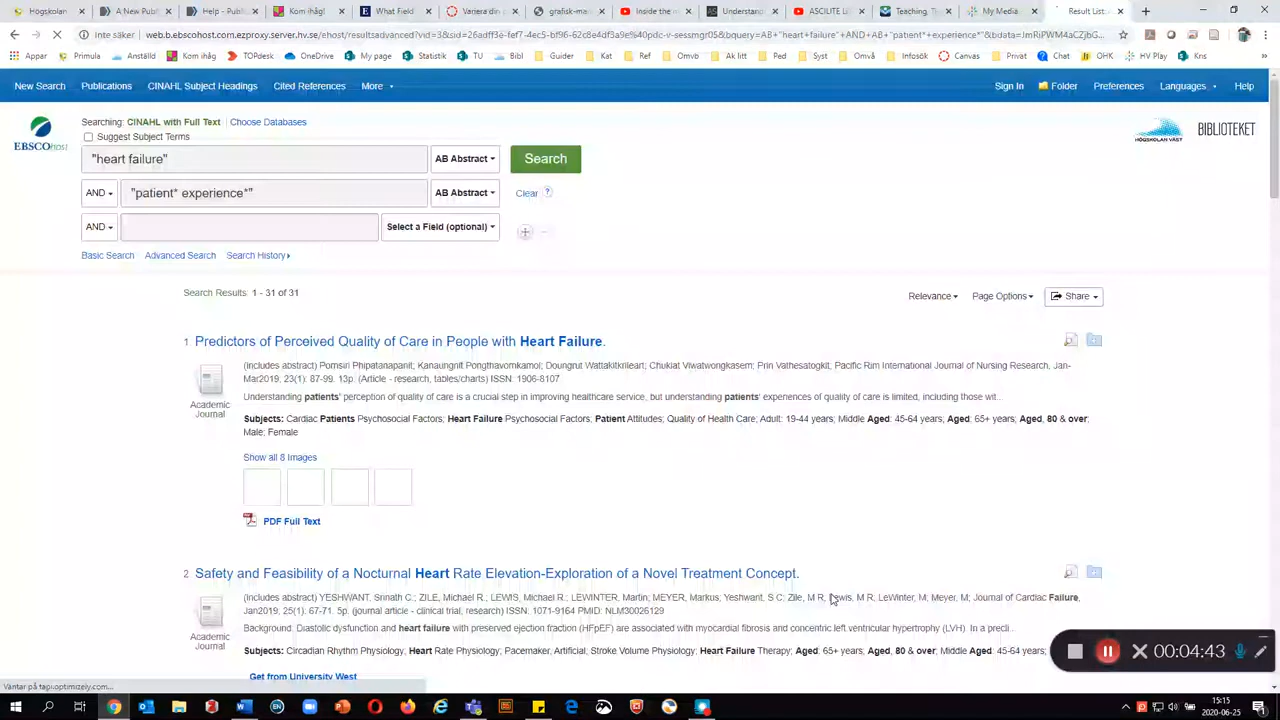 Högskolan
A New Pub
Help - Publi
Kom ihåg!
What Field
Variera din
grafisk-ma
Inside the
Understan
ASCILITE L
Teaching, T
My Media
Result List
Inte säker | web.b.ebscohost.com.ezproxy.server.hv.se/ehost/resultsadvanced?vid=3&sid=26adff3e-fef7-4ec5-bf96-62c8e4df3a9e%40pdc-v-sessmgr05&bquery=AB+"heart+failure"+AND+AB+"patient*+experience*"&bdata=JmRiPWM4aCZjbG...
Appar Primula Anställd Kom ihåg TOPdesk OneDrive My page Statistik TuDu Bibl Guider Kat Ref Omvb Ak litt Ped Syst Omvå Infosök Canvas Privat Chat OHK HV Play Kris
New Search Publications CINAHL Subject Headings Cited References More Sign In Folder Preferences Languages Help
EBSCOhost
Searching: CINAHL with Full Text | Choose Databases
Suggest Subject Terms
HÖGSKOLAN VÄST
BIBLIOTEKET
"heart failure" AB Abstract Search
AND "patient* experience*" AB Abstract Clear ?
AND Select a Field (optional)
Basic Search Advanced Search Search History
Search Results: 1 - 31 of 31 Relevance Page Options Share
1 Predictors of Perceived Quality of Care in People with Heart Failure.
Academic
Journal
(includes abstract) Pomsiri Phipatanapanit; Kanaungnit Pongthavornkamol; Doungrut Wattakitkrileart; Chukiat Viwatwongkasem; Prin Vathesatogkit; Pacific Rim International Journal of Nursing Research, Jan-
Mar2019; 23(1): 87-99. 13p. (Article - research, tables/charts) ISSN: 1906-8107
Understanding patients' perception of quality of care is a crucial step in improving healthcare service, but understanding patients' experiences of quality of care is limited, including those wit...
Subjects: Cardiac Patients Psychosocial Factors; Heart Failure Psychosocial Factors; Patient Attitudes; Quality of Health Care; Adult: 19-44 years; Middle Aged: 45-64 years; Aged: 65+ years; Aged, 80 & over;
Male; Female
Show all 8 Images
PDF Full Text
2 Safety and Feasibility of a Nocturnal Heart Rate Elevation-Exploration of a Novel Treatment Concept.
Academic
Journal
(includes abstract) YESHWANT, Srinath C.; ZILE, Michael R.; LEWIS, Michael R.; LEWINTER, Martin; MEYER, Markus; Yeshwant, S C; Zile, M R; Lewis, M R; LeWinter, M; Meyer, M; Journal of Cardiac Failure,
Jan2019; 25(1): 67-71. 5p. (journal article - clinical trial, research) ISSN: 1071-9164 PMID: NLM30026129
Background: Diastolic dysfunction and heart failure with preserved ejection fraction (HFpEF) are associated with myocardial fibrosis and concentric left ventricular hypertrophy (LVH). In a precli...
Subjects: Circadian Rhythm Physiology; Heart Rate Physiology; Pacemaker, Artificial; Stroke Volume Physiology; Heart Failure Therapy; Aged: 65+ years; Aged, 80 & over; Middle Aged: 45-64 years;
Get from University West
00:04:43
Väntar på tapi.optimizely.com...
15:15
2020-06-25